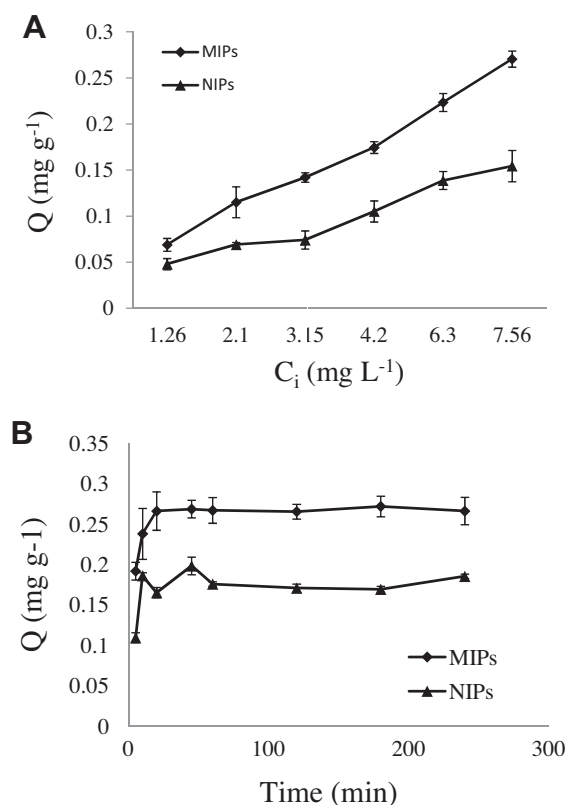 A
0.3
0.25
0.2
0.15
0.1
0.05
0
Q (mg g⁻¹)
MIPs
NIPs
1.26 2.1 3.15 4.2 6.3 7.56
Cᵢ (mg L⁻¹)
B
0.35
0.3
0.25
0.2
0.15
0.1
0.05
0
Q (mg g-1)
MIPs
NIPs
0 100 200 300
Time (min)